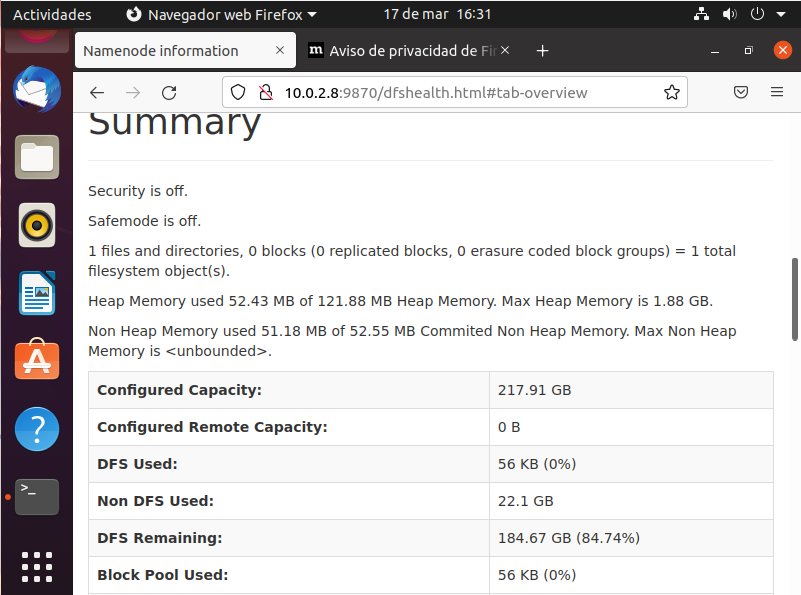 Actividades Navegador web Firefox 17 de mar 16:31
Namenode information Aviso de privacidad de Fir
10.0.2.8:9870/dfshealth.html#tab-overview
Summary
Security is off.
Safemode is off.
1 files and directories, 0 blocks (0 replicated blocks, 0 erasure coded block groups) = 1 total
filesystem object(s).
Heap Memory used 52.43 MB of 121.88 MB Heap Memory. Max Heap Memory is 1.88 GB.
Non Heap Memory used 51.18 MB of 52.55 MB Commited Non Heap Memory. Max Non Heap
Memory is <unbounded>.
Configured Capacity: 217.91 GB
Configured Remote Capacity: 0 B
DFS Used: 56 KB (0%)
Non DFS Used: 22.1 GB
DFS Remaining: 184.67 GB (84.74%)
Block Pool Used: 56 KB (0%)